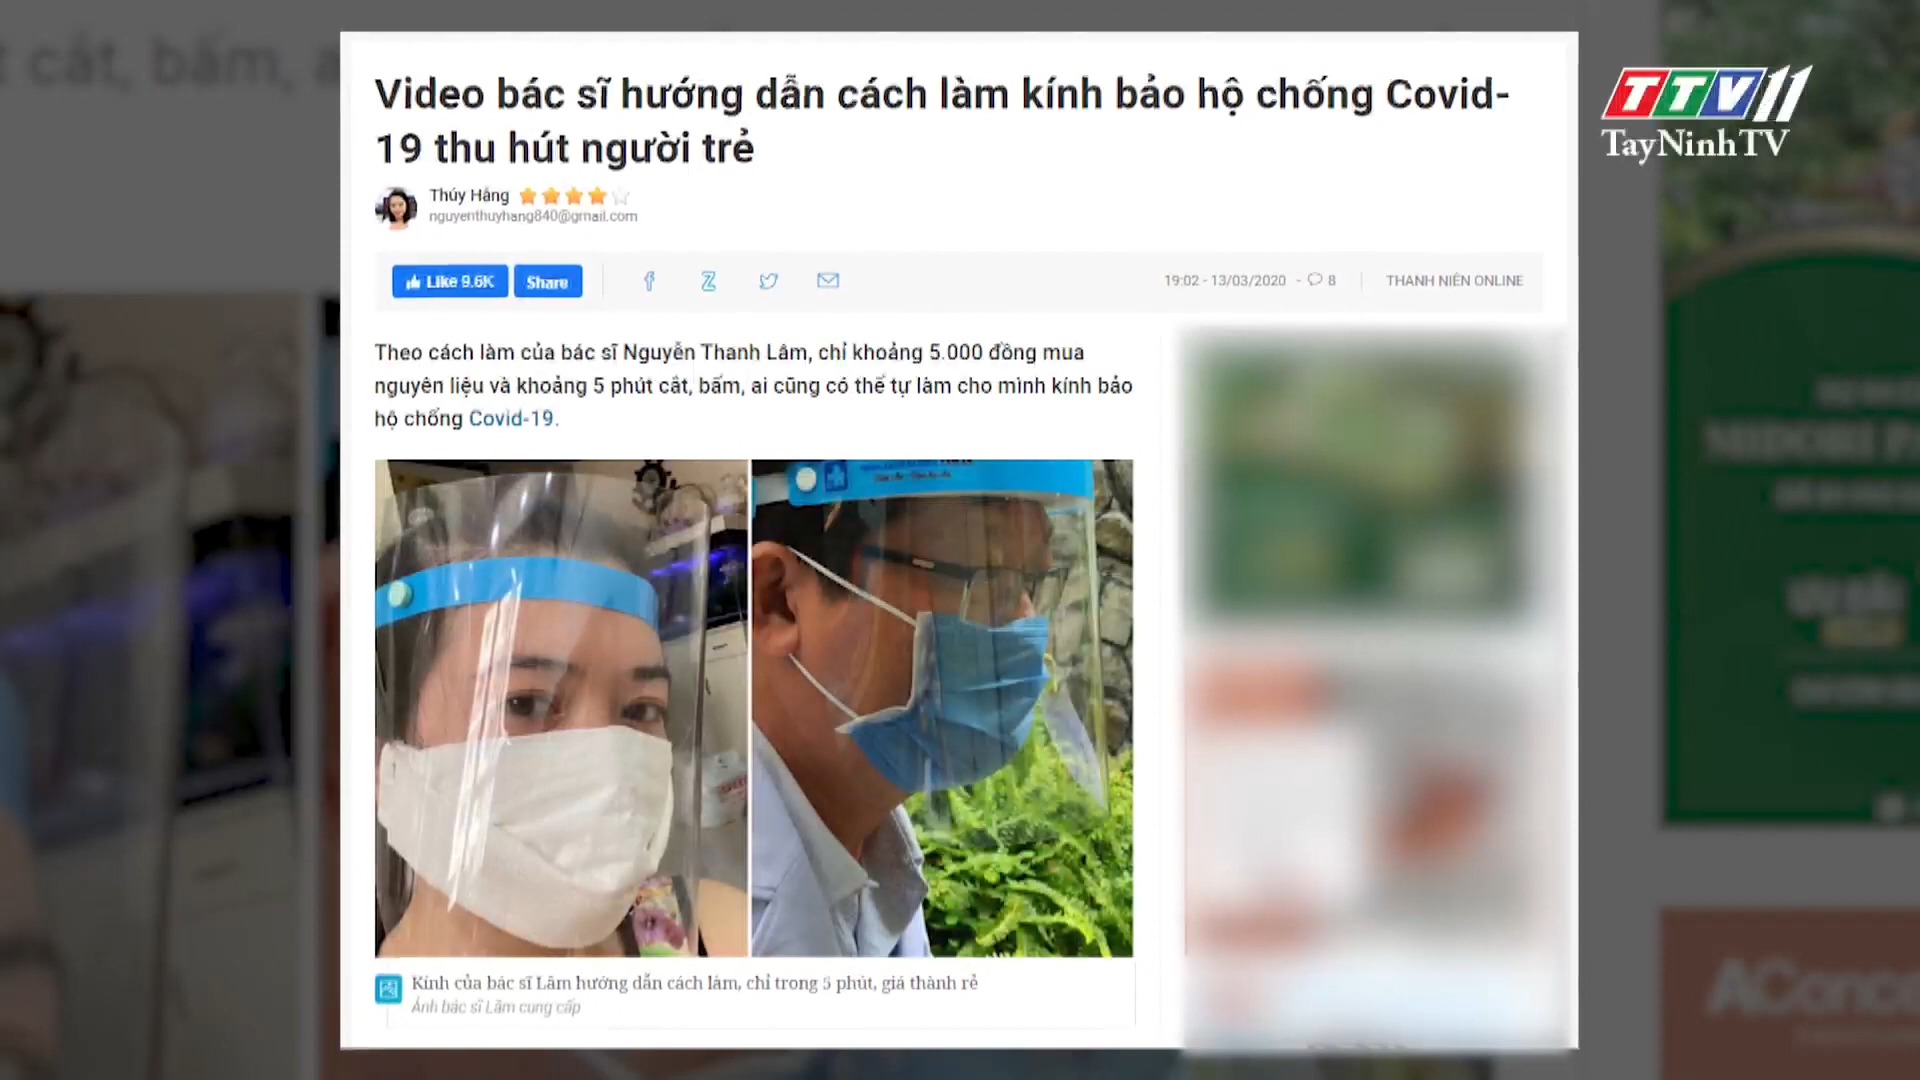 Video bác sĩ hướng dẫn cách làm kính bảo hộ chống Covid-
19 thu hút người trẻ
Thúy Hằng
nguyenthuyhang840@gmail.com
Like 9.6K Share
19:02 - 13/03/2020 - 8 THANH NIÊN ONLINE
Theo cách làm của bác sĩ Nguyễn Thanh Lâm, chỉ khoảng 5.000 đồng mua
nguyên liệu và khoảng 5 phút cắt, bấm, ai cũng có thể tự làm cho mình kính bảo
hộ chống Covid-19.
Kính của bác sĩ Lâm hướng dẫn cách làm, chỉ trong 5 phút, giá thành rẻ
Ảnh bác sĩ Lâm cung cấp
TTV11
TayNinhTV
t cắt, bấm, a